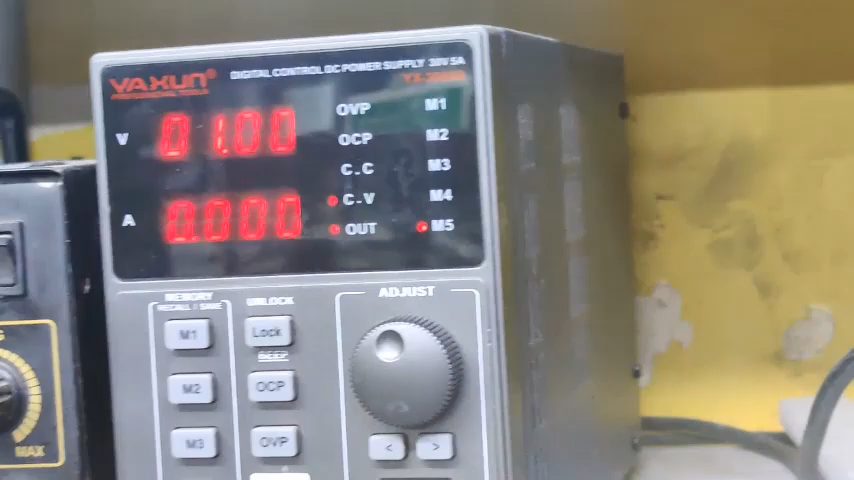 YAXUN®
PROFESSIONAL TOOLS
DIGITAL CONTROL DC POWER SUPPLY 30V 5A
V 01.00
A 0.000
OVP M1
OCP M2
C.C M3
C.V M4
OUT M5
MEMORY
RECALL / SAVE
M1
M2
M3
UNLOCK
Lock
BEEP
OCP
OVP
ADJUST
< >
MAX